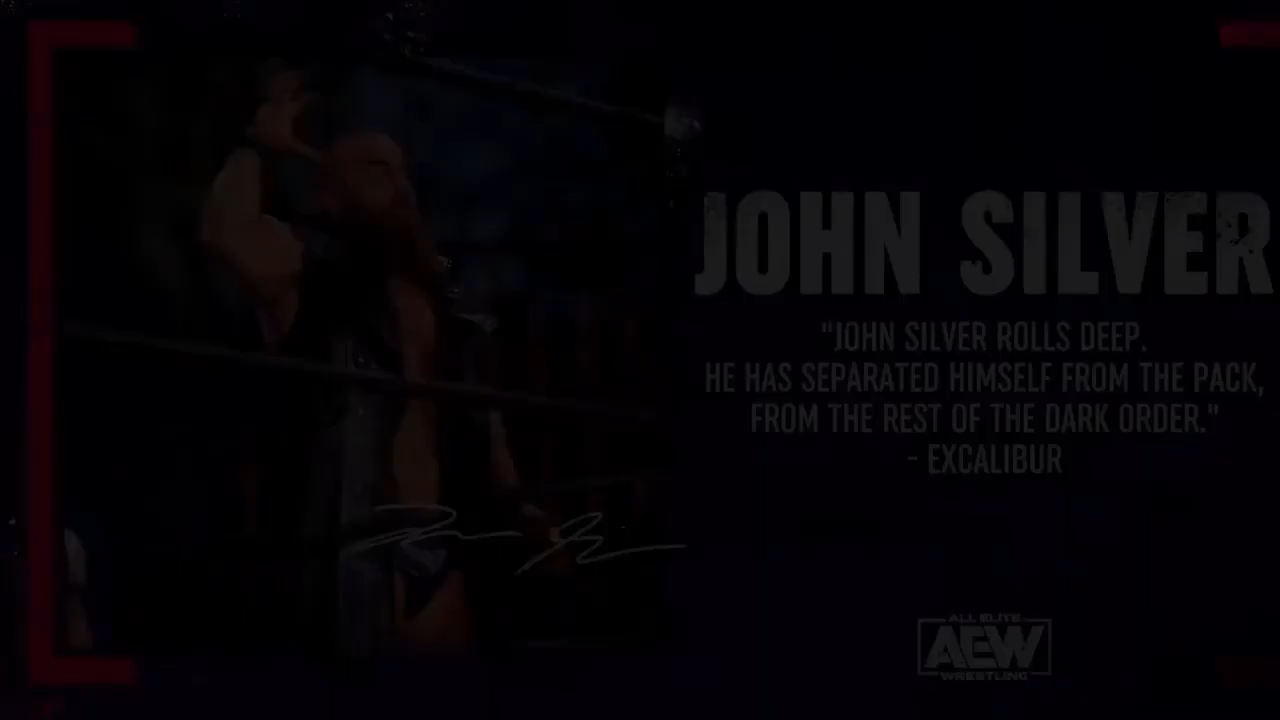 JOHN SILVER
"JOHN SILVER ROLLS DEEP.
HE HAS SEPARATED HIMSELF FROM THE PACK,
FROM THE REST OF THE DARK ORDER."
- EXCALIBUR
ALL ELITE
AEW
WRESTLING